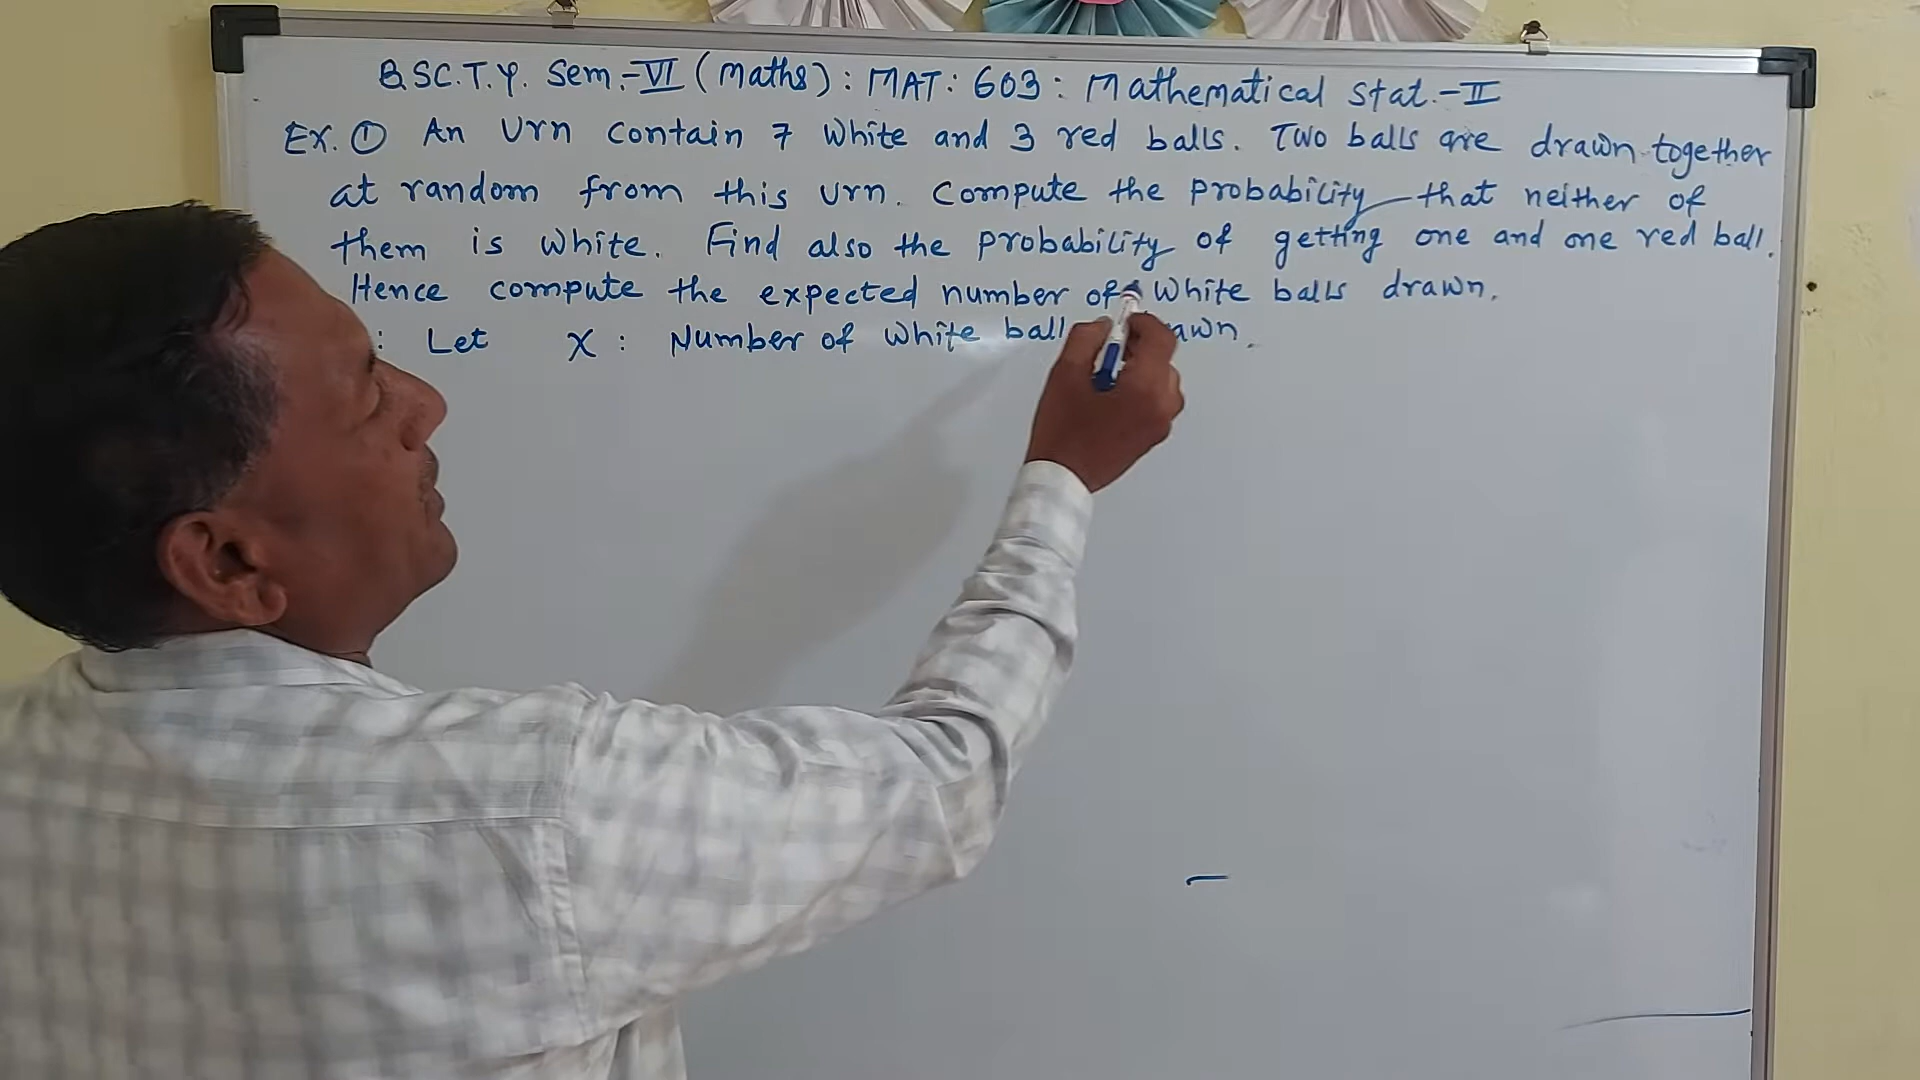 B.SC.T.Y. Sem.-VI (Maths): MAT: 603: Mathematical Stat.-II
Ex. ① An Urn contain 7 White and 3 red balls. Two balls are drawn together
at random from this urn. Compute the probability that neither of
them is white. Find also the probability of getting one and one red ball.
Hence compute the expected number of White balls drawn.
: Let X : Number of white